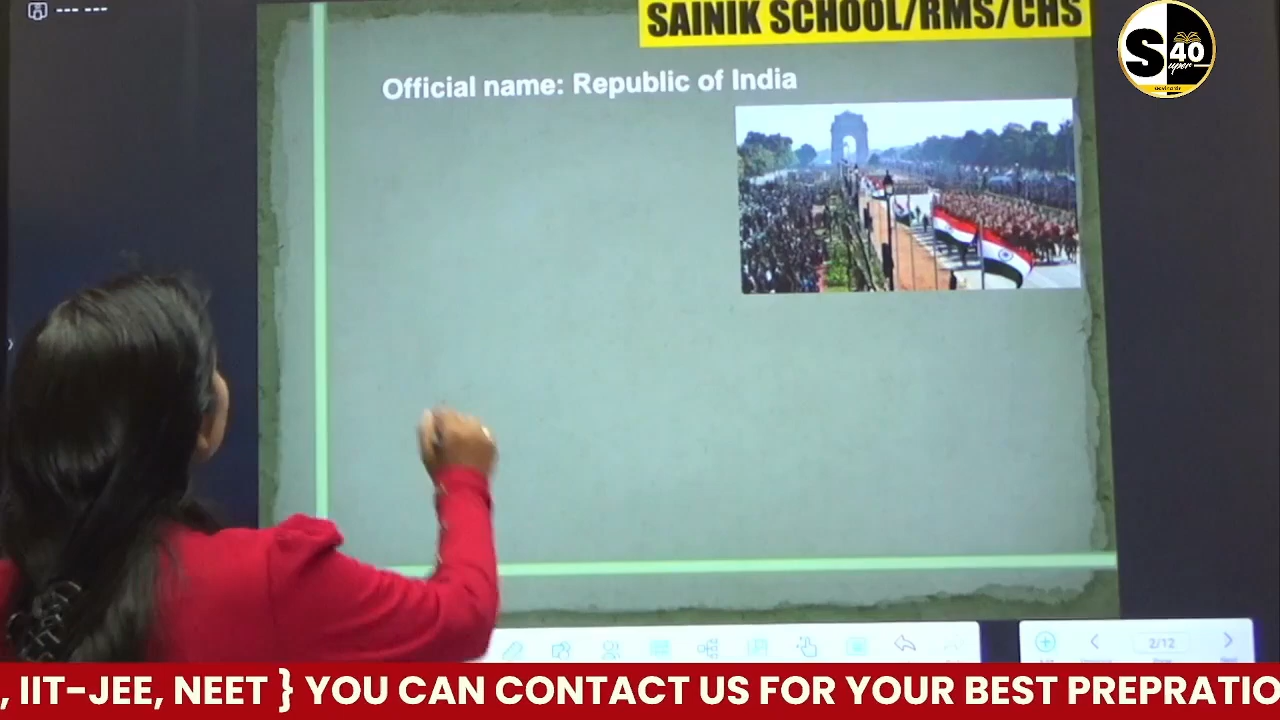 SAINIK SCHOOL/RMS/CHS
S 40
uper
Official name: Republic of India
2/12
, IIT-JEE, NEET } YOU CAN CONTACT US FOR YOUR BEST PREPRATIO